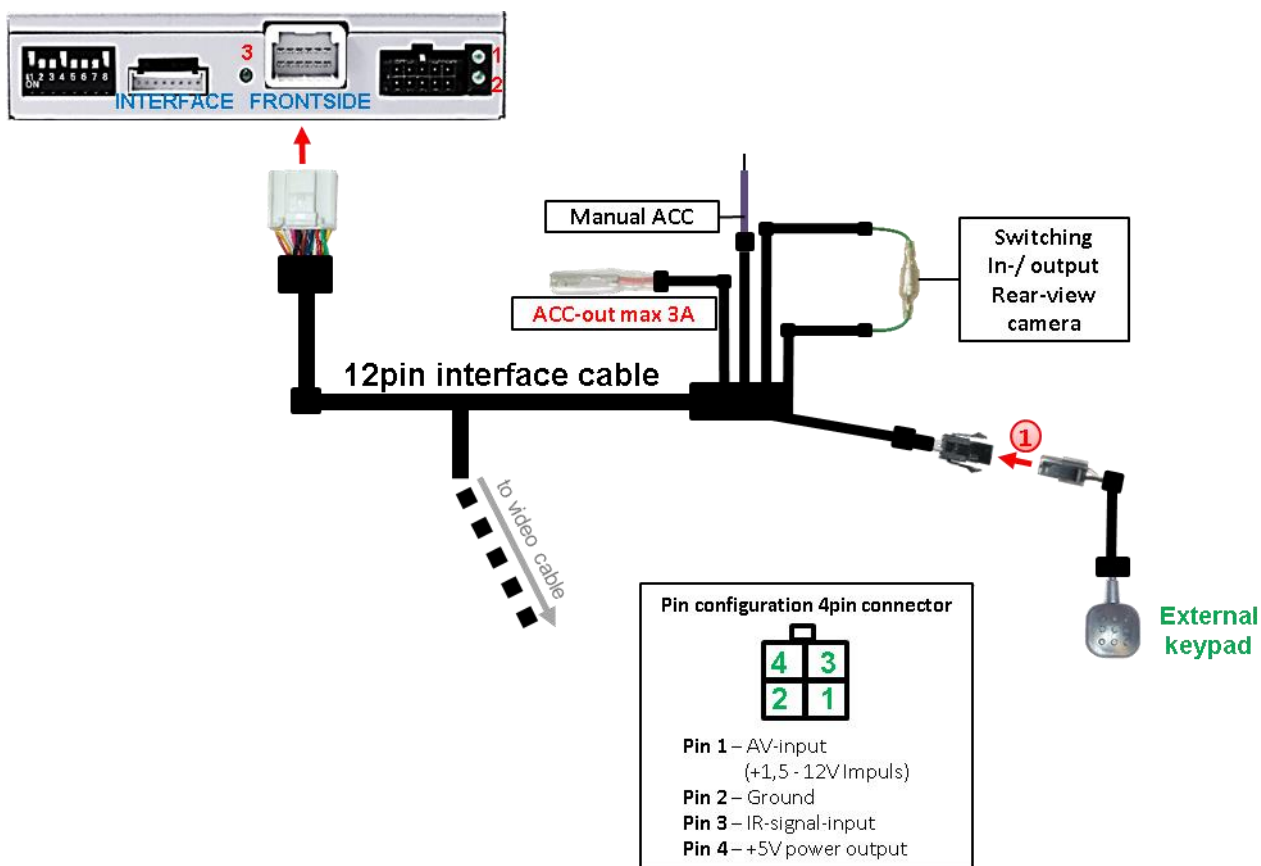 3
1
2
1 2 3 4 5 6 7 8
ON
INTERFACE
FRONTSIDE
Manual ACC
ACC-out max 3A
Switching
In-/ output
Rear-view
camera
12pin interface cable
1
to video cable
External
keypad
Pin configuration 4pin connector
4 3
2 1
Pin 1 – AV-input
(+1,5 - 12V Impuls)
Pin 2 – Ground
Pin 3 – IR-signal-input
Pin 4 – +5V power output